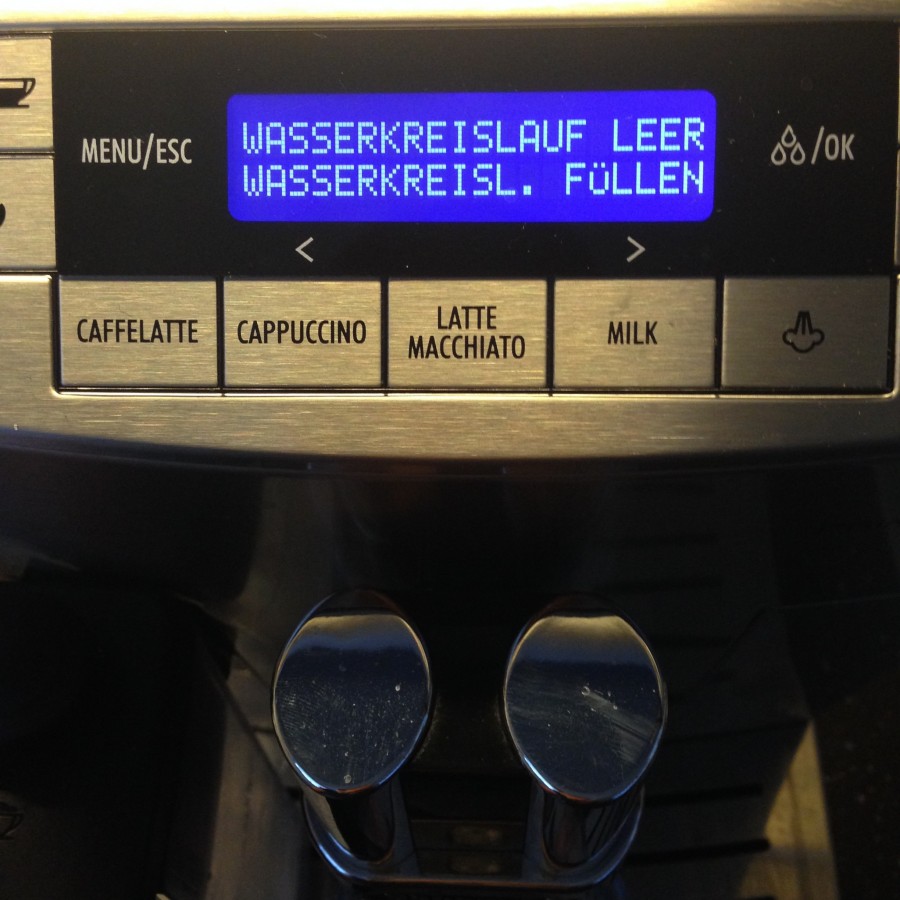 MENU/ESC
WASSERKREISLAUF LEER
WASSERKREISL. FÜLLEN
/OK
< >
CAFFELATTE
CAPPUCCINO
LATTE
MACCHIATO
MILK